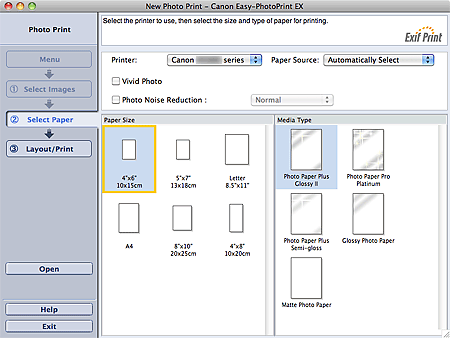 New Photo Print – Canon Easy-PhotoPrint EX
Photo Print
Select the printer to use, then select the size and type of paper for printing.
Exif Print
Menu
① Select Images
② Select Paper
③ Layout/Print
Open
Help
Exit
Printer: Canon series Paper Source: Automatically Select
Vivid Photo
Photo Noise Reduction : Normal
Paper Size
4"x6"
10x15cm
5"x7"
13x18cm
Letter
8.5"x11"
A4
8"x10"
20x25cm
4"x8"
10x20cm
Media Type
Photo Paper Plus
Glossy II
Photo Paper Pro
Platinum
Photo Paper Plus
Semi-gloss
Glossy Photo Paper
Matte Photo Paper